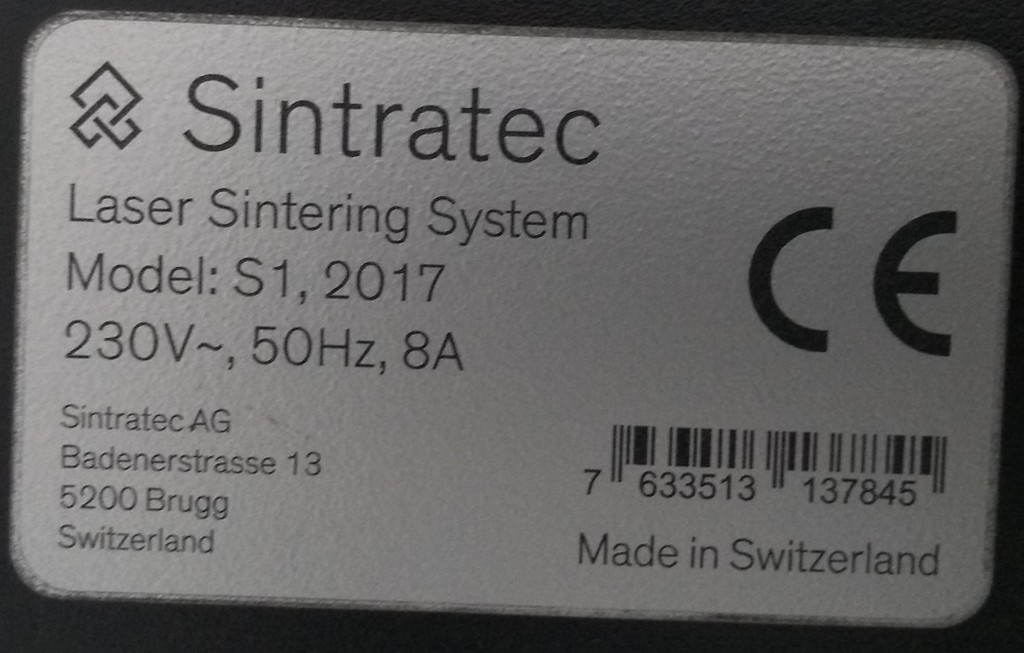 Sintratec
Laser Sintering System
Model: S1, 2017
230V~, 50Hz, 8A
CE
Sintratec AG
Badenerstrasse 13
5200 Brugg
Switzerland
7 633513 137845
Made in Switzerland